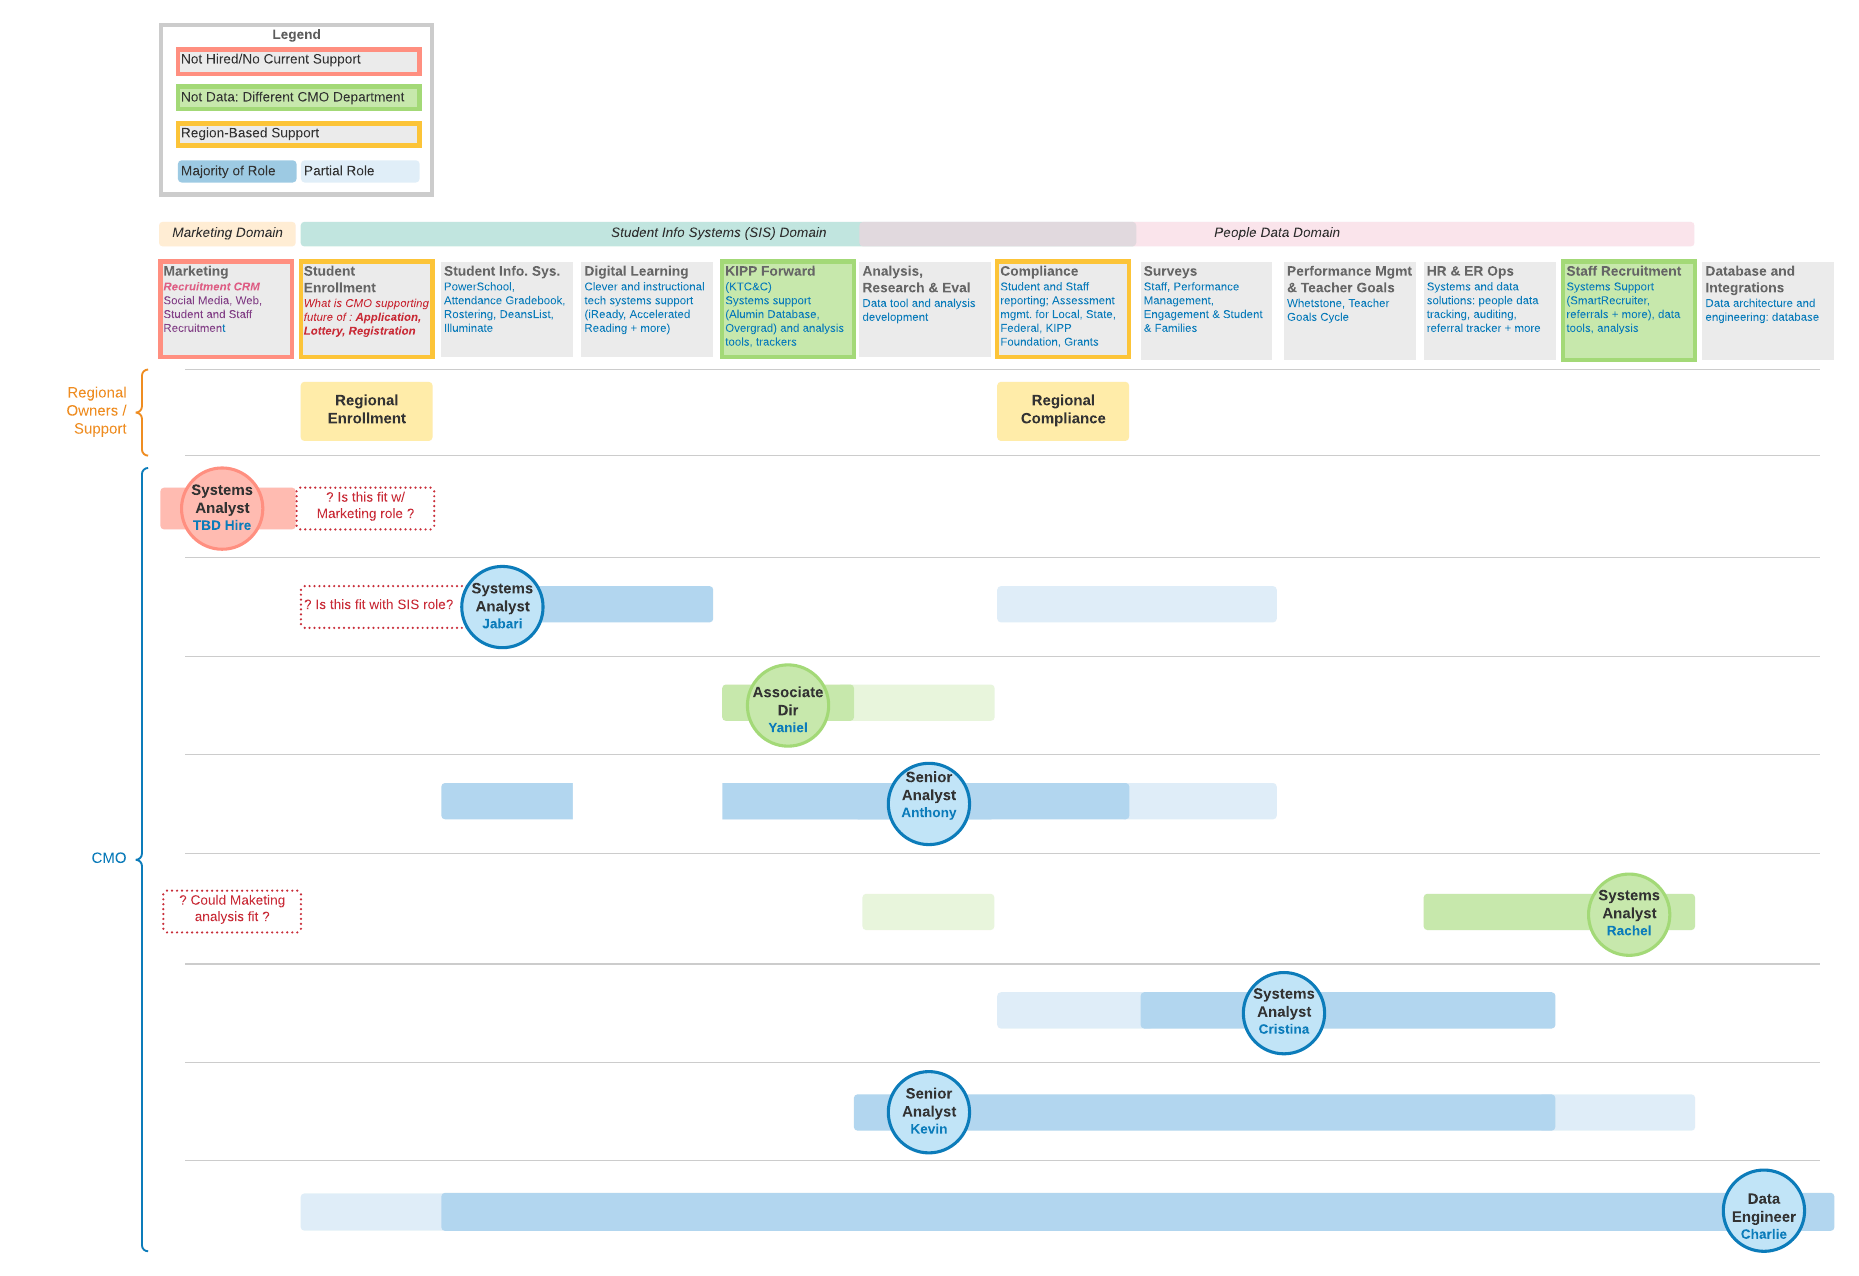 Legend
Not Hired/No Current Support
Not Data: Different CMO Department
Region-Based Support
Majority of Role
Partial Role
Marketing Domain
Student Info Systems (SIS) Domain
People Data Domain
Marketing
Recruitment CRM
Social Media, Web,
Student and Staff
Recruitment
Student
Enrollment
What is CMO supporting
future of : Application,
Lottery, Registration
Student Info. Sys.
PowerSchool,
Attendance Gradebook,
Rostering, DeansList,
Illuminate
Digital Learning
Clever and instructional
tech systems support
(iReady, Accelerated
Reading + more)
KIPP Forward
(KTC&C)
Systems support
(Alumin Database,
Overgrad) and analysis
tools, trackers
Analysis,
Research & Eval
Data tool and analysis
development
Compliance
Student and Staff
reporting; Assessment
mgmt. for Local, State,
Federal, KIPP
Foundation, Grants
Surveys
Staff, Performance
Management,
Engagement & Student
& Families
Performance Mgmt
& Teacher Goals
Whetstone, Teacher
Goals Cycle
HR & ER Ops
Systems and data
solutions: people data
tracking, auditing,
referral tracker + more
Staff Recruitment
Systems Support
(SmartRecruiter,
referrals + more), data
tools, analysis
Database and
Integrations
Data architecture and
engineering: database
Regional
Owners /
Support
Regional
Enrollment
Regional
Compliance
Systems
Analyst
TBD Hire
? Is this fit w/
Marketing role ?
? Is this fit with SIS role?
Systems
Analyst
Jabari
Associate
Dir
Yaniel
Senior
Analyst
Anthony
CMO
? Could Maketing
analysis fit ?
Systems
Analyst
Rachel
Systems
Analyst
Cristina
Senior
Analyst
Kevin
Data
Engineer
Charlie